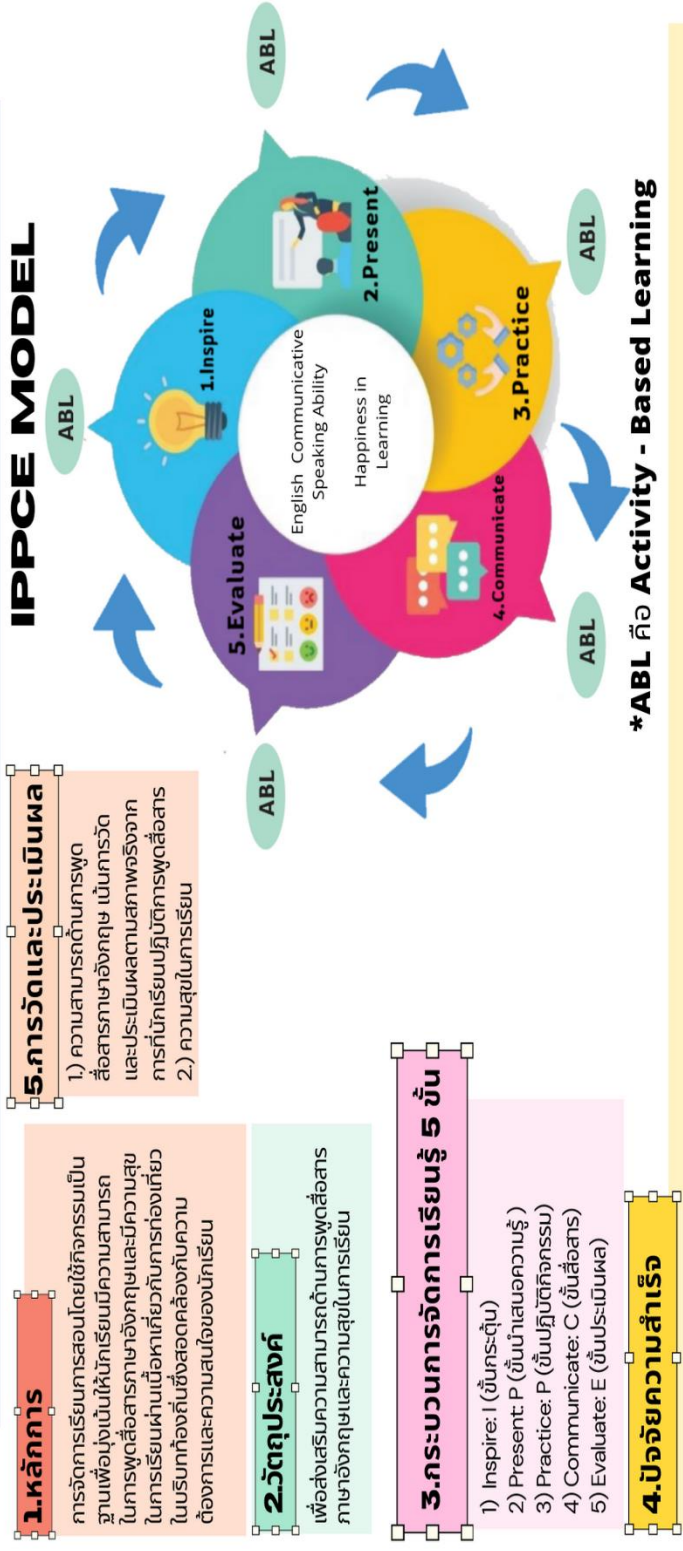 IPPCE MODEL
1.หลักการ
การจัดการเรียนการสอนโดยใช้กิจกรรมเป็น
ฐานเพื่อมุ่งเน้นให้นักเรียนมีความสามารถ
ในการพูดสื่อสารภาษาอังกฤษและมีความสุข
ในการเรียนผ่านเนื้อหาเกี่ยวกับการท่องเที่ยว
ในบริบทท้องถิ่นซึ่งสอดคล้องกับความ
ต้องการและความสนใจของนักเรียน
2.วัตถุประสงค์
เพื่อส่งเสริมความสามารถด้านการพูดสื่อสาร
ภาษาอังกฤษและความสุขในการเรียน
3.กระบวนการจัดการเรียนรู้ 5 ขั้น
1) Inspire: I (ขั้นกระตุ้น)
2) Present: P (ขั้นนำเสนอความรู้ )
3) Practice: P (ขั้นปฏิบัติกิจกรรม)
4) Communicate: C (ขั้นสื่อสาร)
5) Evaluate: E (ขั้นประเมินผล)
4.ปัจจัยความสำเร็จ
5.การวัดและประเมินผล
1.) ความสามารถด้านการพูด
สื่อสารภาษาอังกฤษ เน้นการวัด
และประเมินผลตามสภาพจริงจาก
การที่นักเรียนปฏิบัติการพูดสื่อสาร
2.) ความสุขในการเรียน
ABL
1.Inspire
ABL
2.Present
ABL
3.Practice
ABL
4.Communicate
ABL
5.Evaluate
English Communicative
Speaking Ability
Happiness in
Learning
*ABL คือ Activity - Based Learning